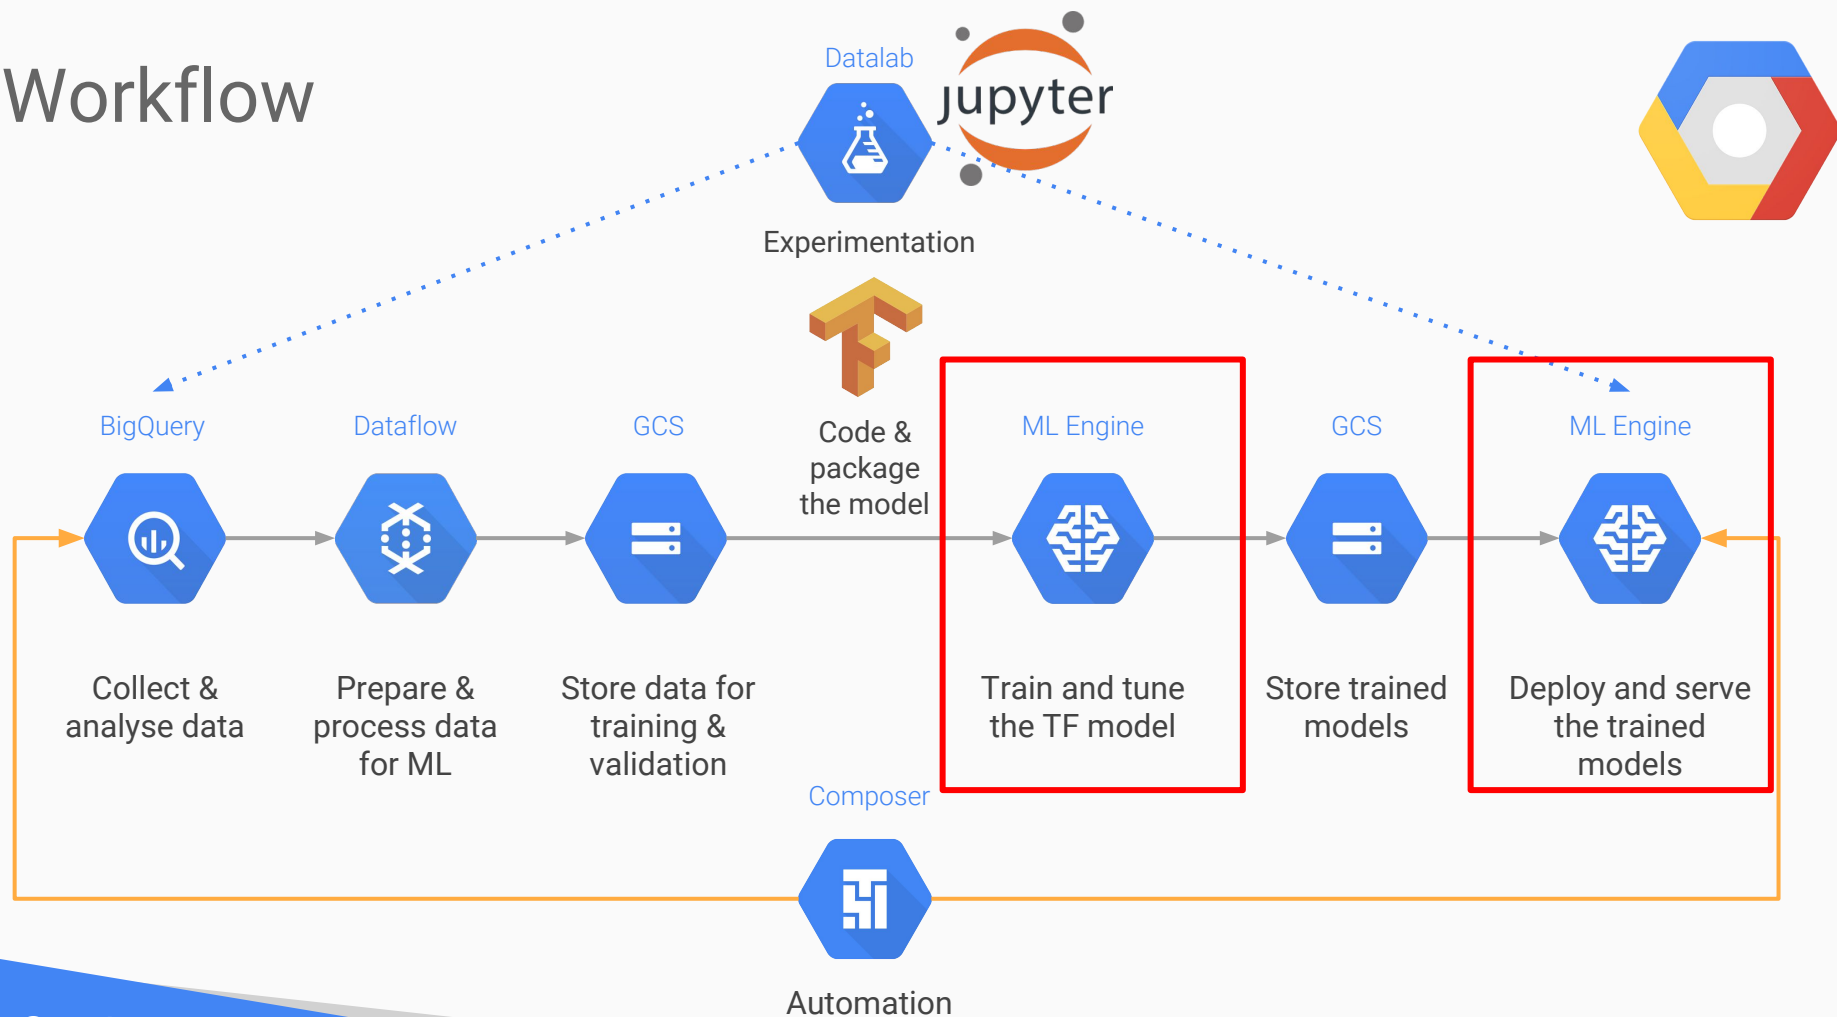 Workflow
Datalab
jupyter
Experimentation
BigQuery
Dataflow
GCS
Code &
package
the model
ML Engine
GCS
ML Engine
Collect &
analyse data
Prepare &
process data
for ML
Store data for
training &
validation
Train and tune
the TF model
Store trained
models
Deploy and serve
the trained
models
Composer
Automation